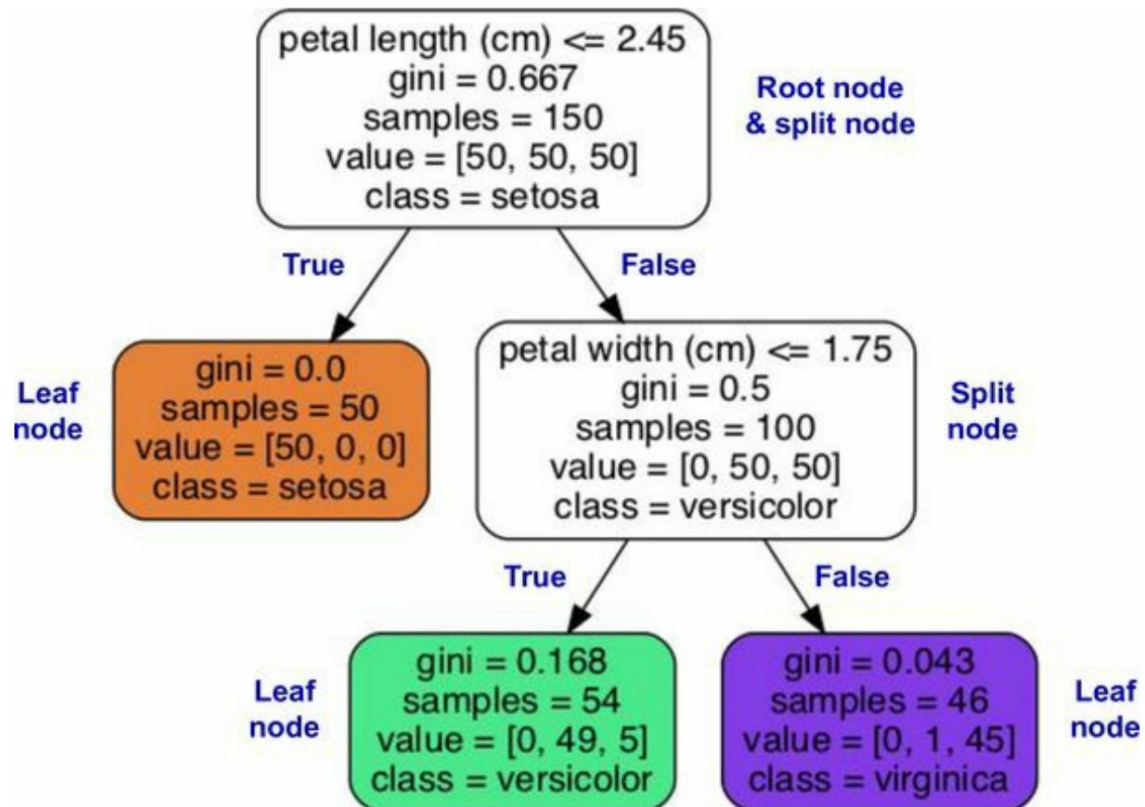 petal length (cm) <= 2.45
gini = 0.667
samples = 150
value = [50, 50, 50]
class = setosa
Root node
& split node
True
False
Leaf
node
gini = 0.0
samples = 50
value = [50, 0, 0]
class = setosa
petal width (cm) <= 1.75
gini = 0.5
samples = 100
value = [0, 50, 50]
class = versicolor
Split
node
True
False
Leaf
node
gini = 0.168
samples = 54
value = [0, 49, 5]
class = versicolor
gini = 0.043
samples = 46
value = [0, 1, 45]
class = virginica
Leaf
node